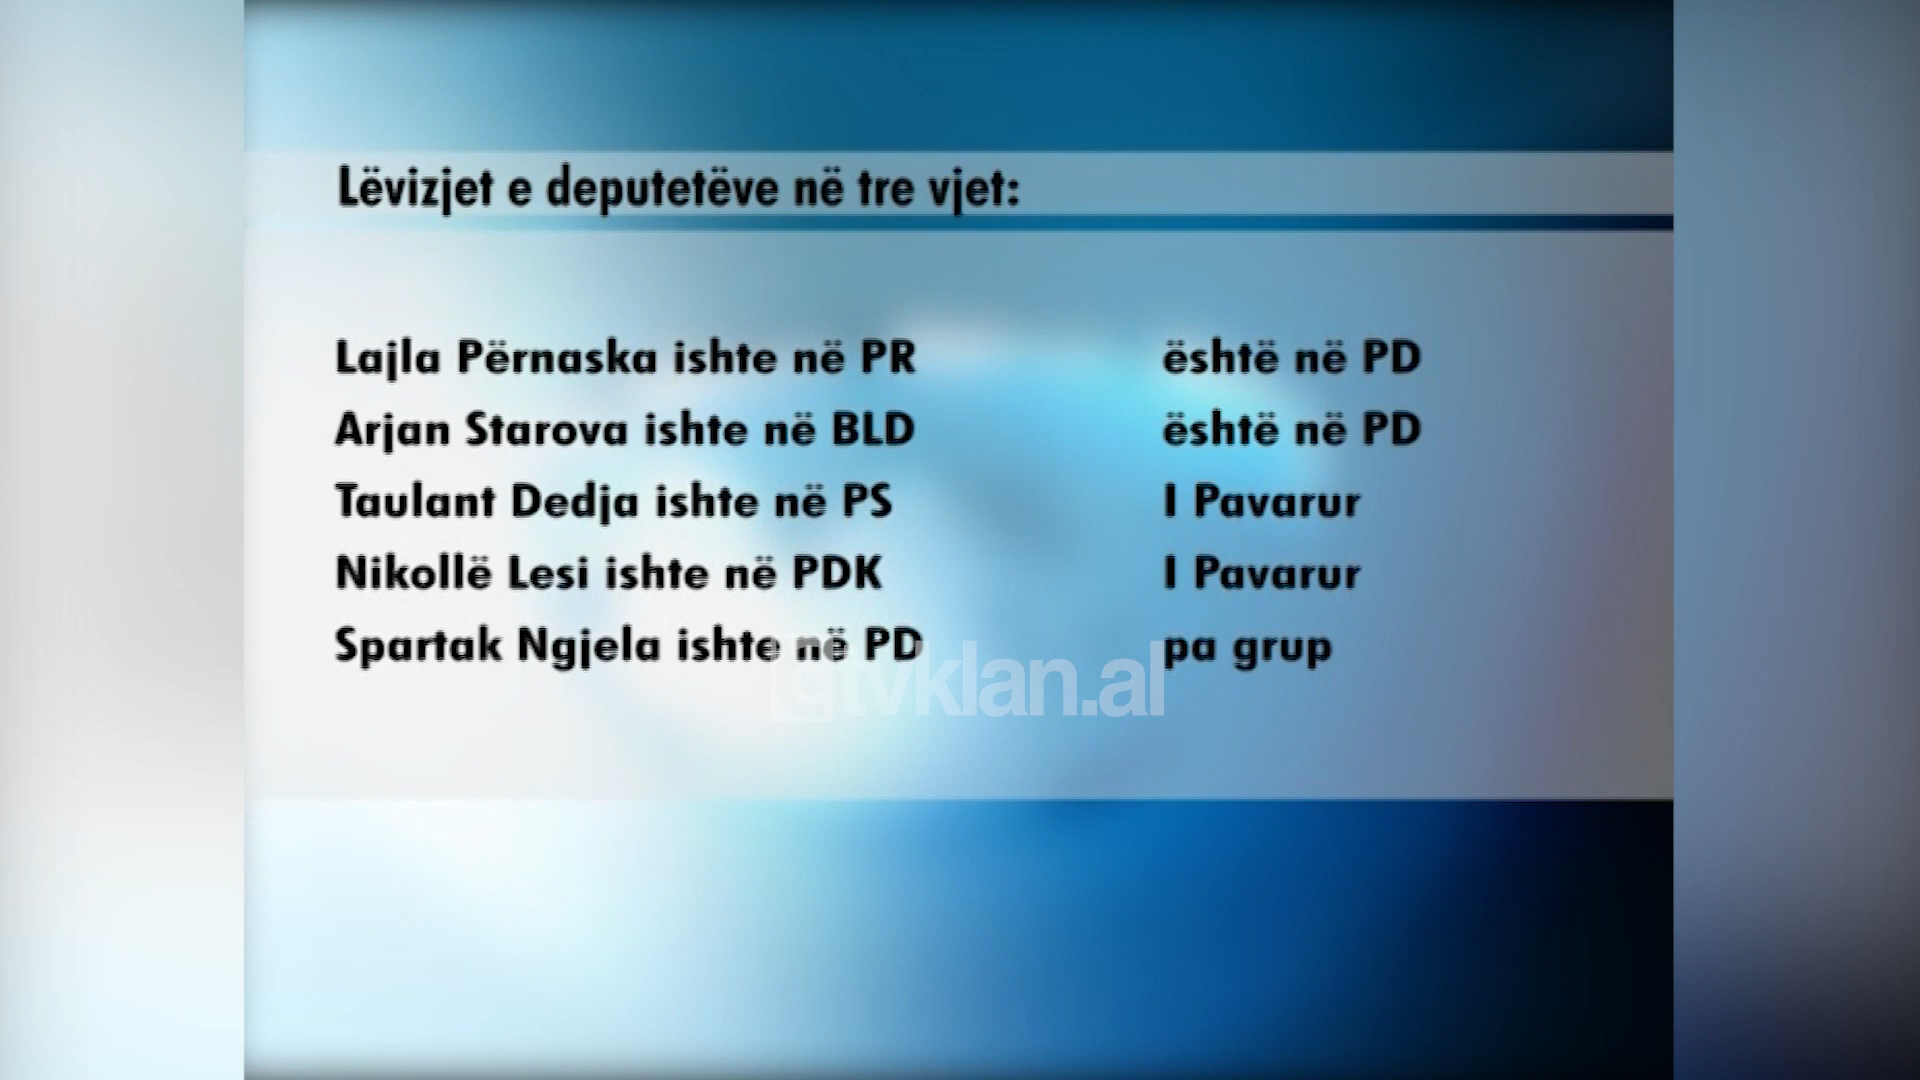 Lëvizjet e deputetëve në tre vjet:
Lajla Përnaska ishte në PR është në PD
Arjan Starova ishte në BLD është në PD
Taulant Dedja ishte në PS I Pavarur
Nikollë Lesi ishte në PDK I Pavarur
Spartak Ngjela ishte në PD pa grup
tvklan.al